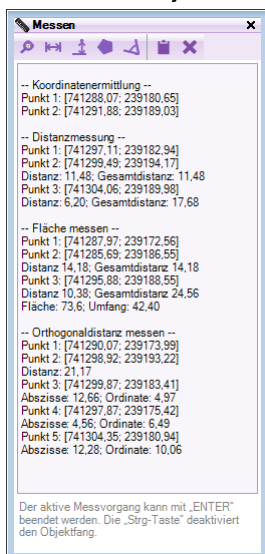 Messen
-- Koordinatenermittlung --
Punkt 1: [741288,07; 239180,65]
Punkt 2: [741291,88; 239189,03]
-- Distanzmessung --
Punkt 1: [741297,11; 239182,94]
Punkt 2: [741299,49; 239194,17]
Distanz: 11,48; Gesamtdistanz: 11,48
Punkt 3: [741304,06; 239189,98]
Distanz: 6,20; Gesamtdistanz: 17,68
-- Fläche messen --
Punkt 1: [741287,97; 239172,56]
Punkt 2: [741285,69; 239186,55]
Distanz 14,18; Gesamtdistanz 14,18
Punkt 3: [741295,88; 239188,55]
Distanz 10,38; Gesamtdistanz 24,56
Fläche: 73,6; Umfang: 42,40
-- Orthogonaldistanz messen --
Punkt 1: [741290,07; 239173,99]
Punkt 2: [741298,92; 239193,22]
Distanz: 21,17
Punkt 3: [741299,87; 239183,41]
Abszisse: 12,66; Ordinate: 4,97
Punkt 4: [741297,87; 239175,42]
Abszisse: 4,56; Ordinate: 6,49
Punkt 5: [741304,35; 239180,94]
Abszisse: 12,28; Ordinate: 10,06
Der aktive Messvorgang kann mit „ENTER“
beendet werden. Die „Strg-Taste“ deaktiviert
den Objektfang.